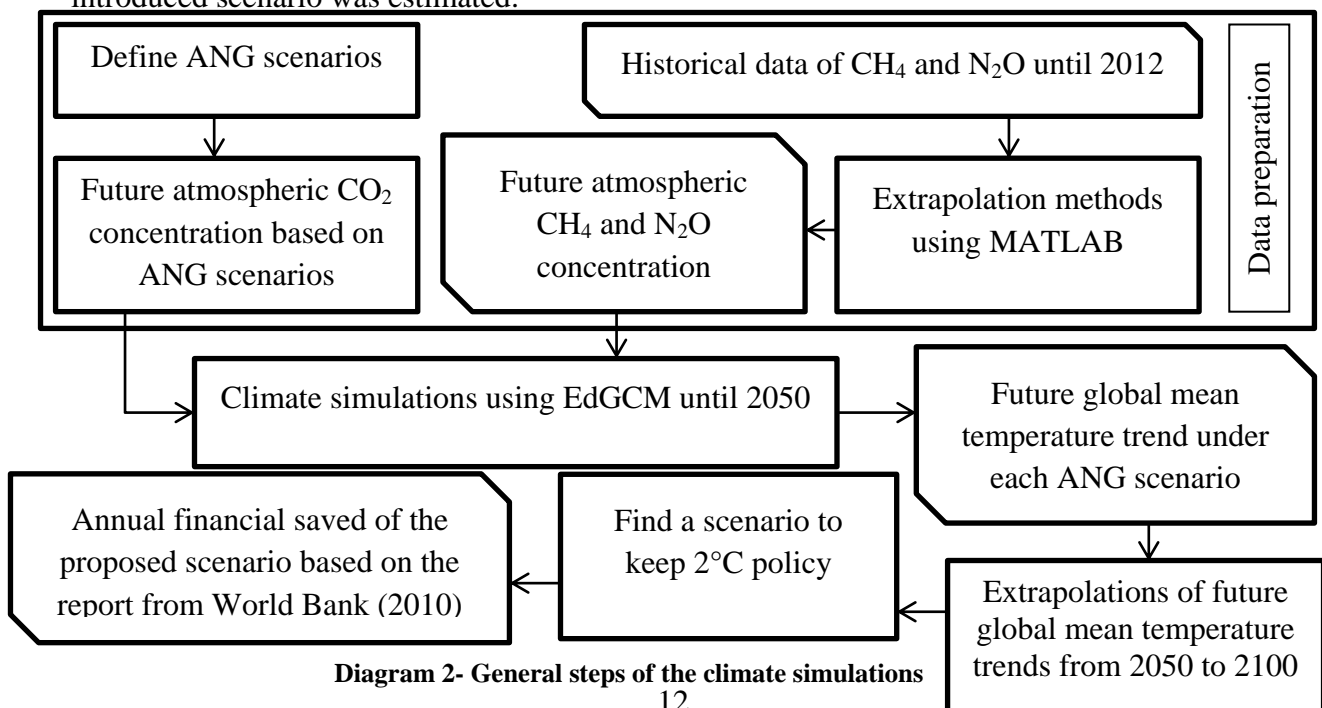 introduced scenario was estimated.
Define ANG scenarios
Historical data of CH₄ and N₂O until 2012
Data preparation
Future atmospheric CO₂
concentration based on
ANG scenarios
Future atmospheric
CH₄ and N₂O
concentration
Extrapolation methods
using MATLAB
Climate simulations using EdGCM until 2050
Future global mean
temperature trend under
each ANG scenario
Annual financial saved of the
proposed scenario based on the
report from World Bank (2010)
Find a scenario to
keep 2°C policy
Extrapolations of future
global mean temperature
trends from 2050 to 2100
Diagram 2- General steps of the climate simulations
12